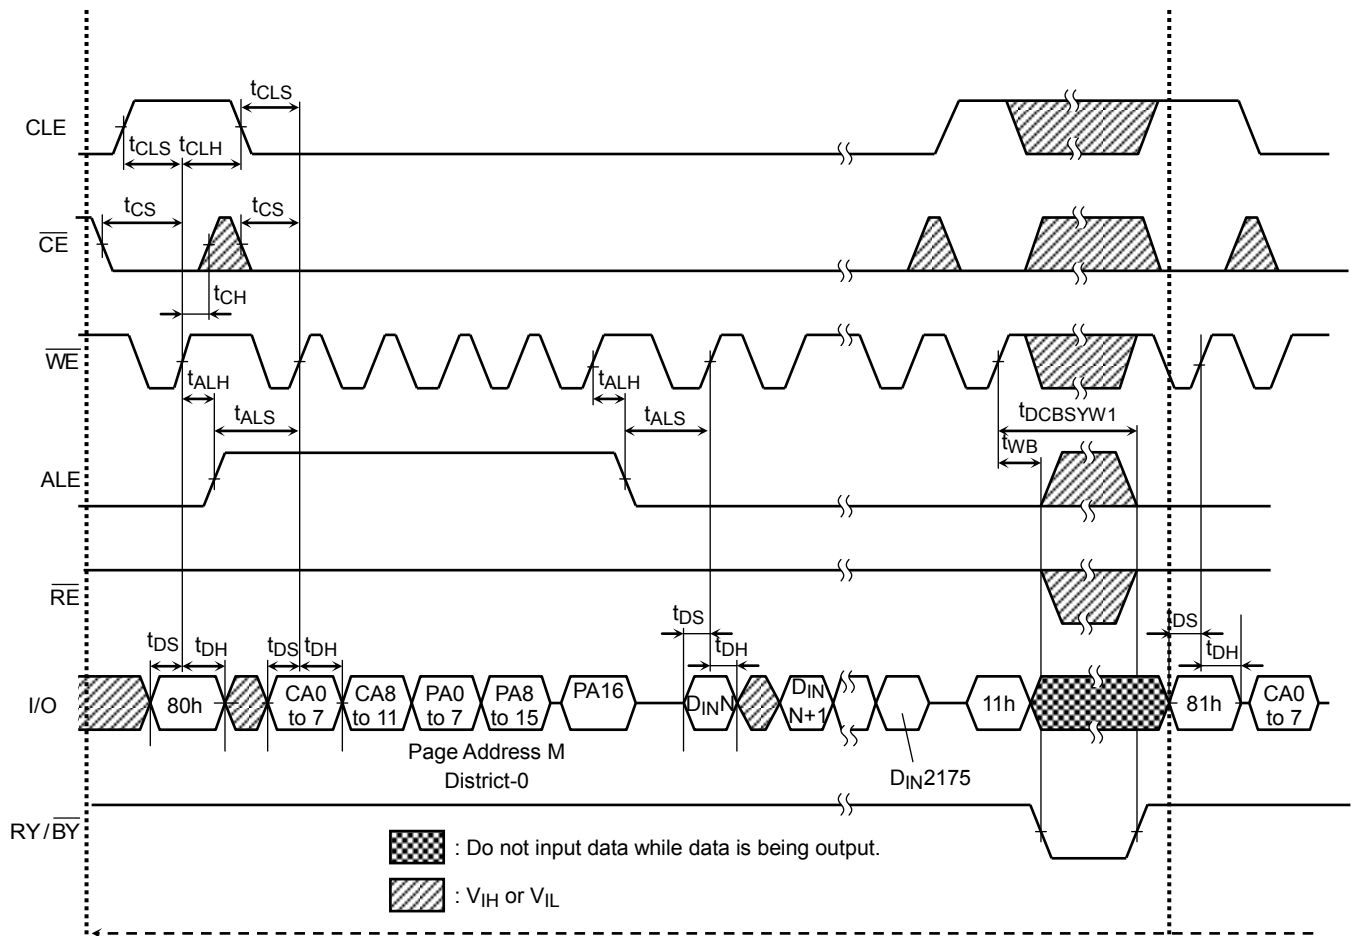 tCLS
CLE
tCLS tCLH
tCS tCS
CE
tCH
WE
tALH tALH
tALS tALS tDCBSYW1
tWB
ALE
RE
tDS tDH tDS tDH tDS tDH tDS tDH
I/O
80h
CA0 to 7
CA8 to 11
PA0 to 7
PA8 to 15
PA16
DINN
DIN N+1
11h
81h
CA0 to 7
Page Address M
District-0
DIN2175
RY/BY
: Do not input data while data is being output.
: VIH or VIL